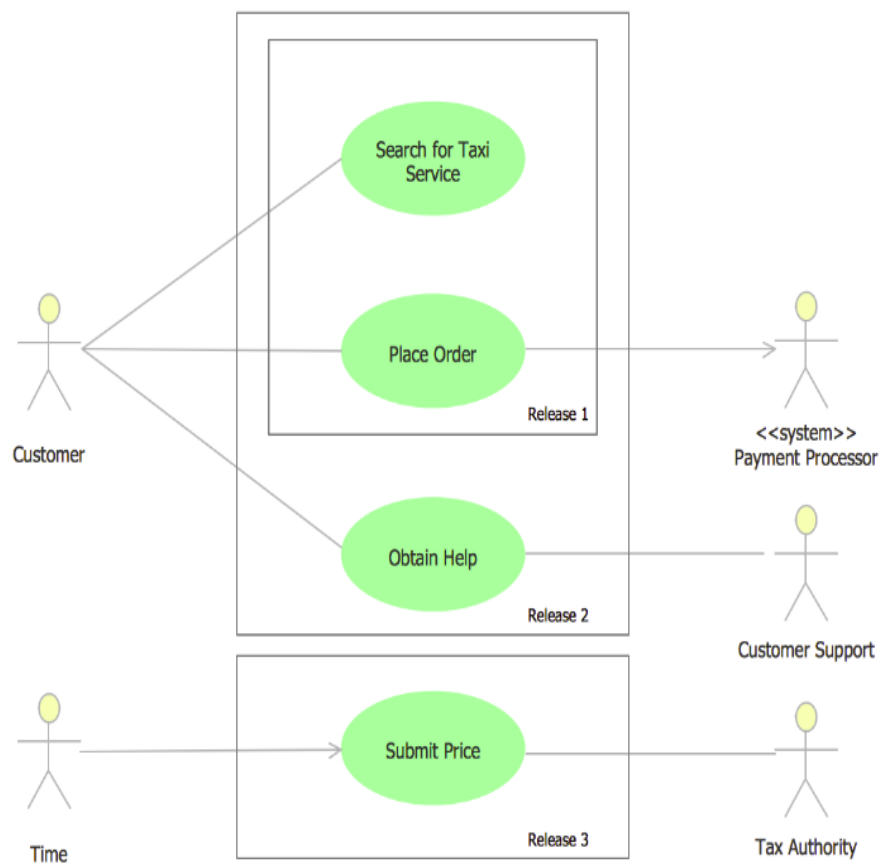 Search for Taxi
Service
Place Order
Release 1
Customer
<<system>>
Payment Processor
Obtain Help
Release 2
Customer Support
Submit Price
Release 3
Time
Tax Authority